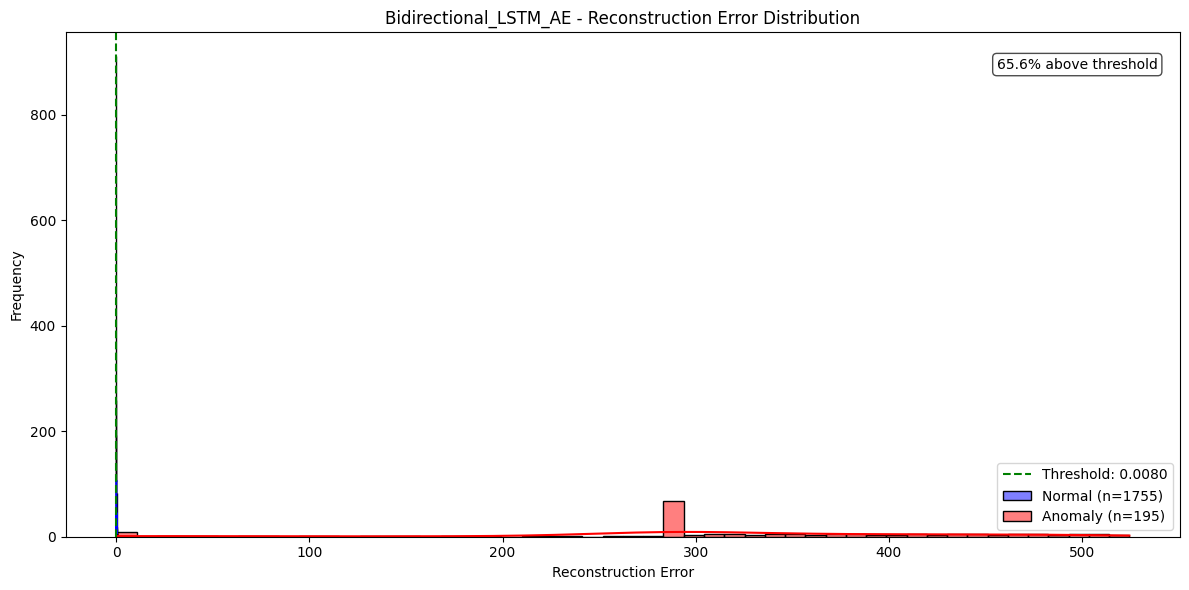 Bidirectional_LSTM_AE - Reconstruction Error Distribution
65.6% above threshold
Frequency
800
600
400
200
0
Threshold: 0.0080
Normal (n=1755)
Anomaly (n=195)
0 100 200 300 400 500
Reconstruction Error